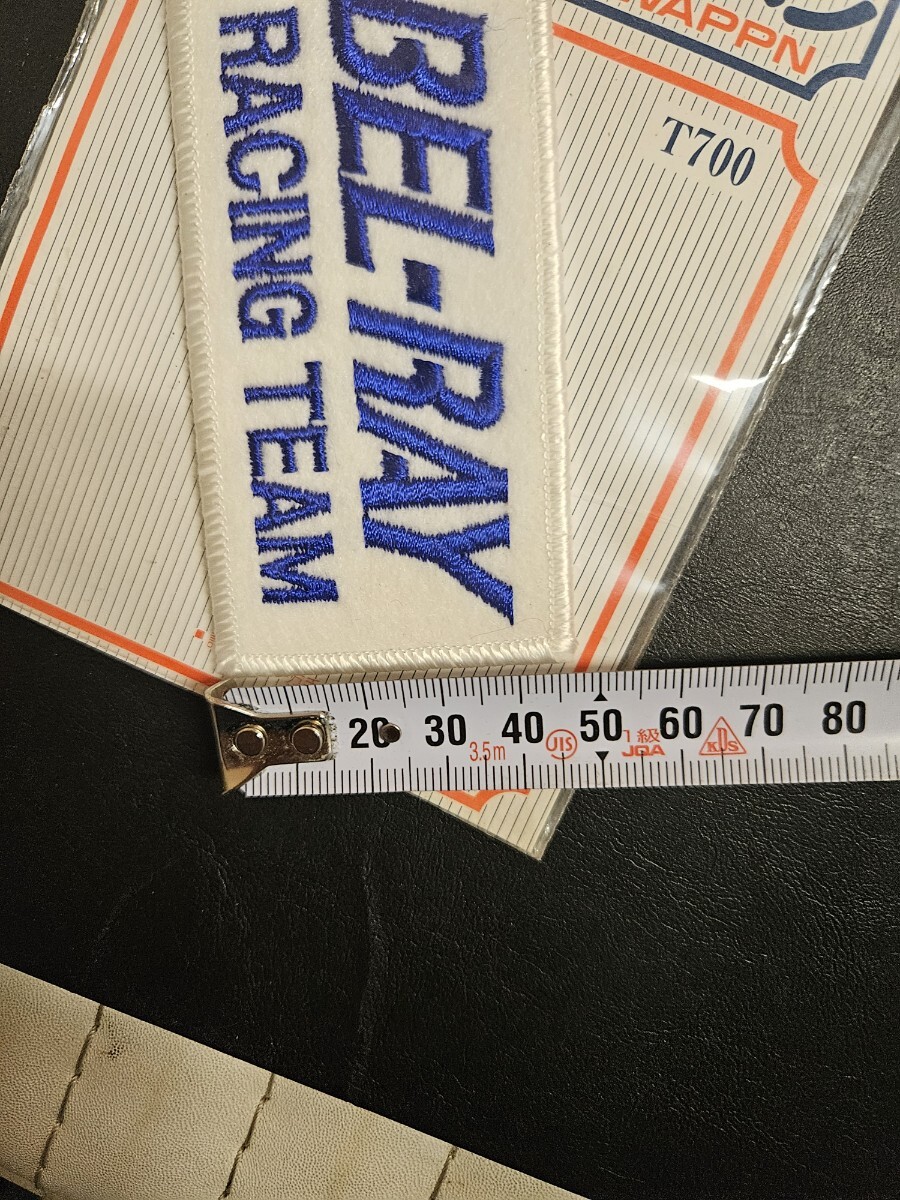 BEL-RAY
RACING TEAM
WAPPN
T700
20 30 40 50 60 70 80
3.5m JIS 1級 JQA KDS